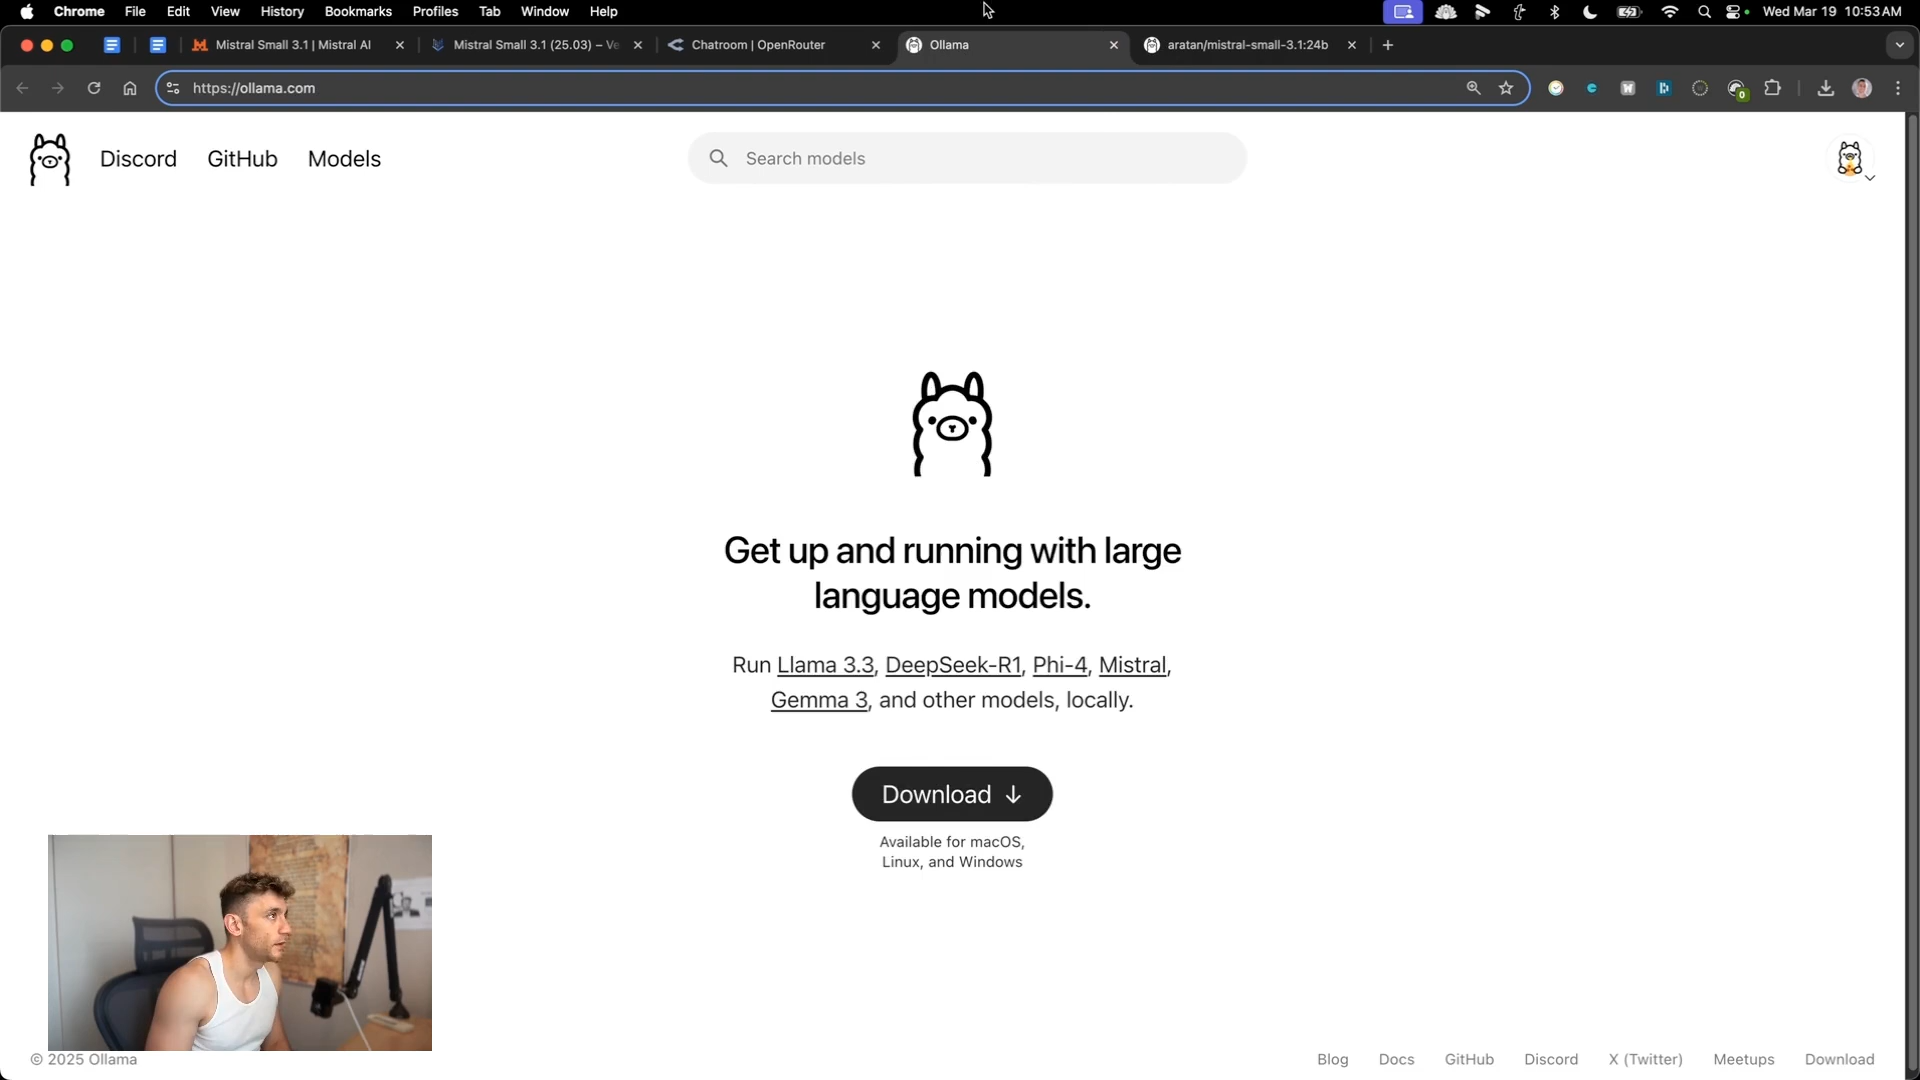 Chrome File Edit View History Bookmarks Profiles Tab Window Help Wed Mar 19 10:53 AM
Mistral Small 3.1 | Mistral AI Mistral Small 3.1 (25.03) – Ve Chatroom | OpenRouter Ollama aratan/mistral-small-3.1:24b
https://ollama.com
0
Discord GitHub Models Search models
Get up and running with large
language models.
Run Llama 3.3, DeepSeek-R1, Phi-4, Mistral,
Gemma 3, and other models, locally.
Download ↓
Available for macOS,
Linux, and Windows
© 2025 Ollama Blog Docs GitHub Discord X (Twitter) Meetups Download